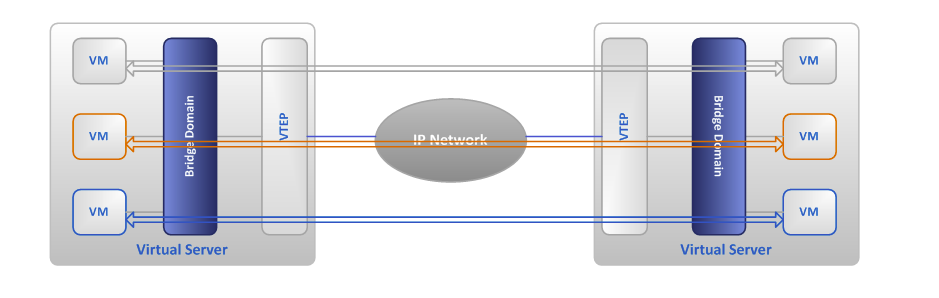 VM
VM
VM
Bridge Domain
VTEP
Virtual Server
IP Network
VTEP
Bridge Domain
VM
VM
VM
Virtual Server